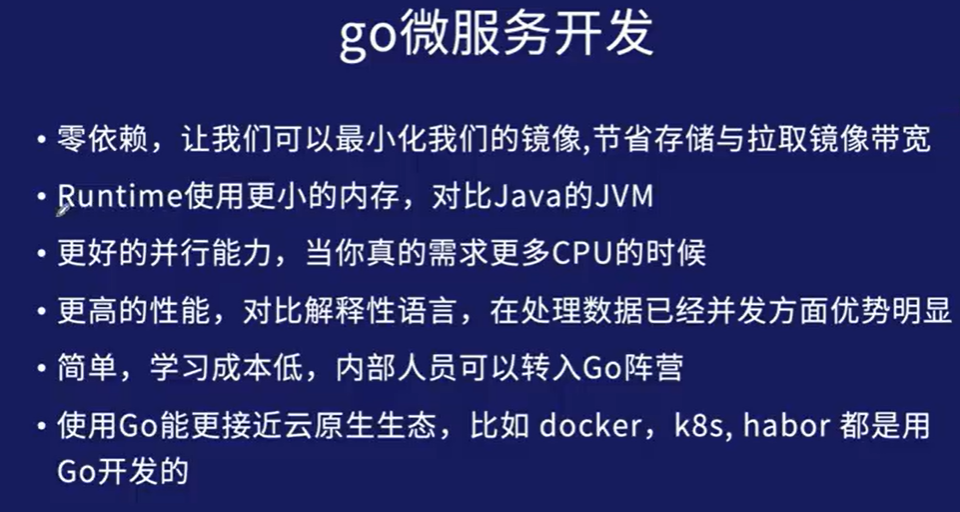 go微服务开发
• 零依赖，让我们可以最小化我们的镜像,节省存储与拉取镜像带宽
• Runtime使用更小的内存，对比Java的JVM
• 更好的并行能力，当你真的需求更多CPU的时候
• 更高的性能，对比解释性语言，在处理数据已经并发方面优势明显
• 简单，学习成本低，内部人员可以转入Go阵营
• 使用Go能更接近云原生生态，比如 docker，k8s, habor 都是用
Go开发的